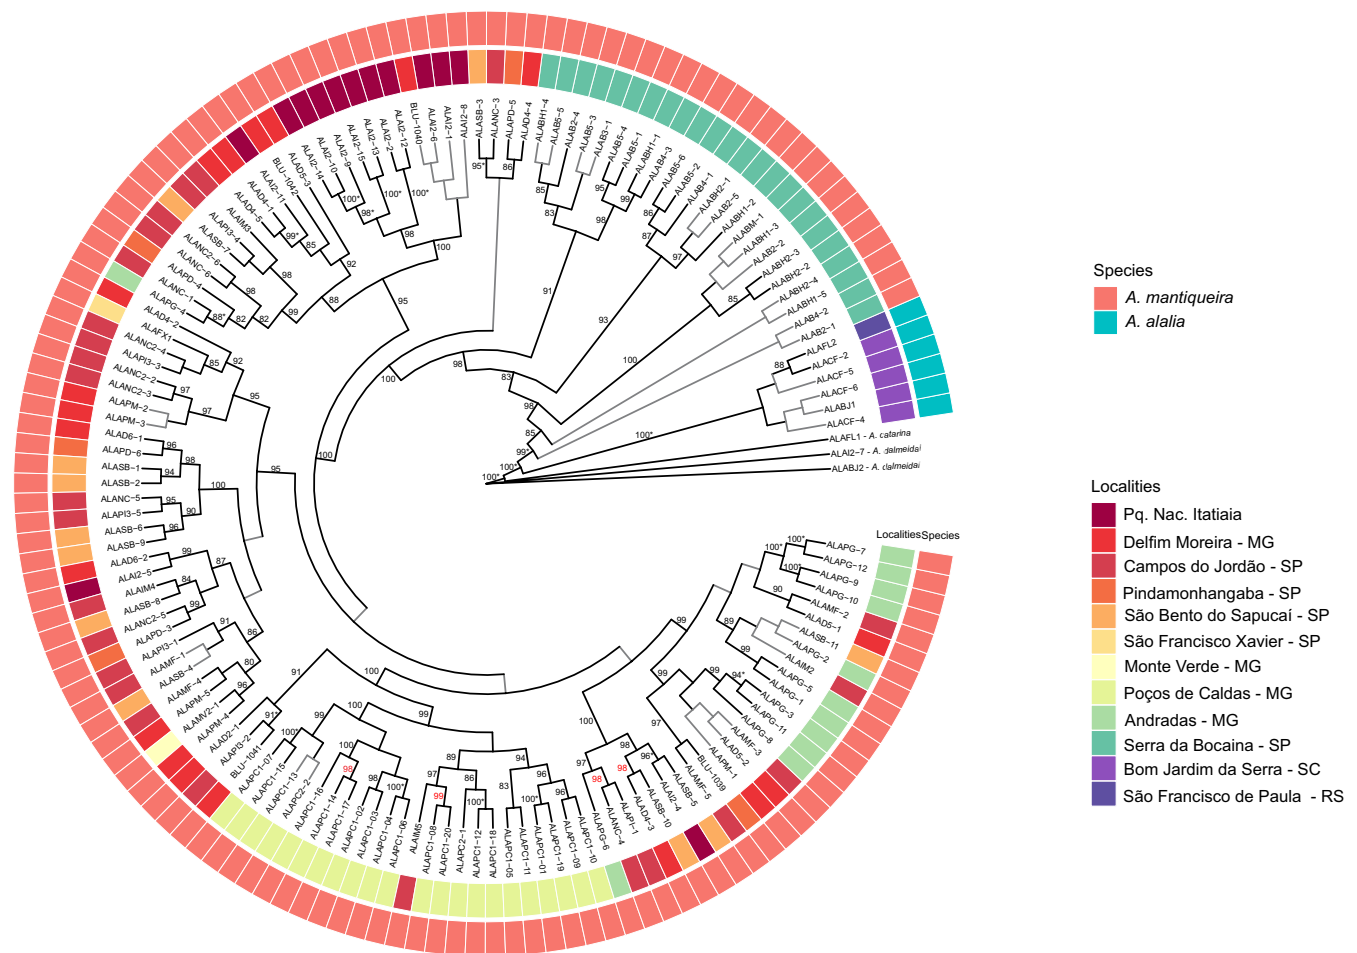 Species
A. mantiqueira
A. alalia
Localities
Pq. Nac. Itatiaia
Delfim Moreira - MG
Campos do Jordão - SP
Pindamonhangaba - SP
São Bento do Sapucaí - SP
São Francisco Xavier - SP
Monte Verde - MG
Poços de Caldas - MG
Andradas - MG
Serra da Bocaina - SP
Bom Jardim da Serra - SC
São Francisco de Paula - RS
Localities
Species
ALAPG-7
ALAPG-12
ALAPG-9
ALAPG-10
ALAMF-2
ALAD5-1
ALASB-11
ALAPG-2
ALAIM2
ALAPG-5
ALAPG-1
ALAPG-3
ALAPG-11
ALAPG-8
ALAMF-3
ALAD5-2
ALAPM-1
BLU-1039
ALAMF-5
ALASB-5
ALAI2-4
ALASB-10
ALAD4-3
ALAPI-1
ALANC-4
ALAPG-6
ALAPC1-10
ALAPC1-09
ALAPC1-19
ALAPC1-01
ALAPC1-11
ALAPC1-05
ALAPC1-18
ALAPC1-12
ALAPC2-1
ALAPC1-20
ALAPC1-08
ALAIM5
ALAPC1-06
ALAPC1-04
ALAPC1-03
ALAPC1-02
ALAPC1-17
ALAPC1-14
ALAPC1-16
ALAPC2-2
ALAPC1-13
ALAPC1-15
ALAPC1-07
BLU-1041
ALAPI3-2
ALAD2-1
ALAPM-4
ALAMV2-1
ALAPM-5
ALAMF-4
ALASB-4
ALAMF-1
ALAPI3-1
ALAPD-3
ALANC2-5
ALASB-8
ALAIM4
ALAI2-5
ALAD6-2
ALASB-9
ALASB-6
ALAPI3-5
ALANC-5
ALASB-2
ALASB-1
ALAPD-6
ALAD6-1
ALAPM-3
ALAPM-2
ALANC2-3
ALANC2-2
ALAPI3-3
ALANC2-4
ALAFX1
ALAD4-2
ALAPG-4
ALANC-1
ALAPD-4
ALANC-6
ALANC2-6
ALASB-7
ALAPI3-4
ALAIM3
ALAD4-5
ALAD4-1
ALAI2-11
BLU-1042
ALAD5-3
ALAI2-14
ALAI2-10
ALAI2-9
ALAI2-15
ALAI2-13
ALAI2-2
ALAI2-12
BLU-1040
ALAI2-6
ALAI2-1
ALAI2-8
ALASB-3
ALANC-3
ALAPD-5
ALAD4-4
ALABH1-4
ALAB5-5
ALAB2-4
ALAB5-3
ALAB3-1
ALAB5-4
ALAB5-1
ALABH1-1
ALAB4-3
ALAB5-6
ALAB5-2
ALAB4-1
ALABH2-1
ALAB2-5
ALABH1-2
ALABM-1
ALABH1-3
ALAB2-2
ALABH2-3
ALABH2-2
ALABH2-4
ALABH1-5
ALAB4-2
ALAB2-1
ALAFL2
ALACF-2
ALACF-5
ALACF-6
ALABJ1
ALACF-4
ALAFL1 - A. catarina
ALAI2-7 - A. dalmeidai
ALABJ2 - A. dalmeidai